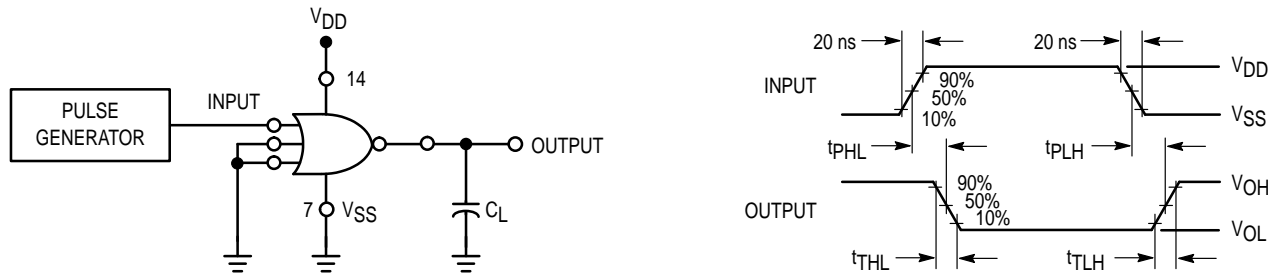 VDD
14
PULSE
GENERATOR
INPUT
OUTPUT
7
VSS
CL
20 ns
20 ns
INPUT
90%
50%
10%
VDD
VSS
tPHL
tPLH
OUTPUT
90%
50%
10%
VOH
VOL
tTHL
tTLH